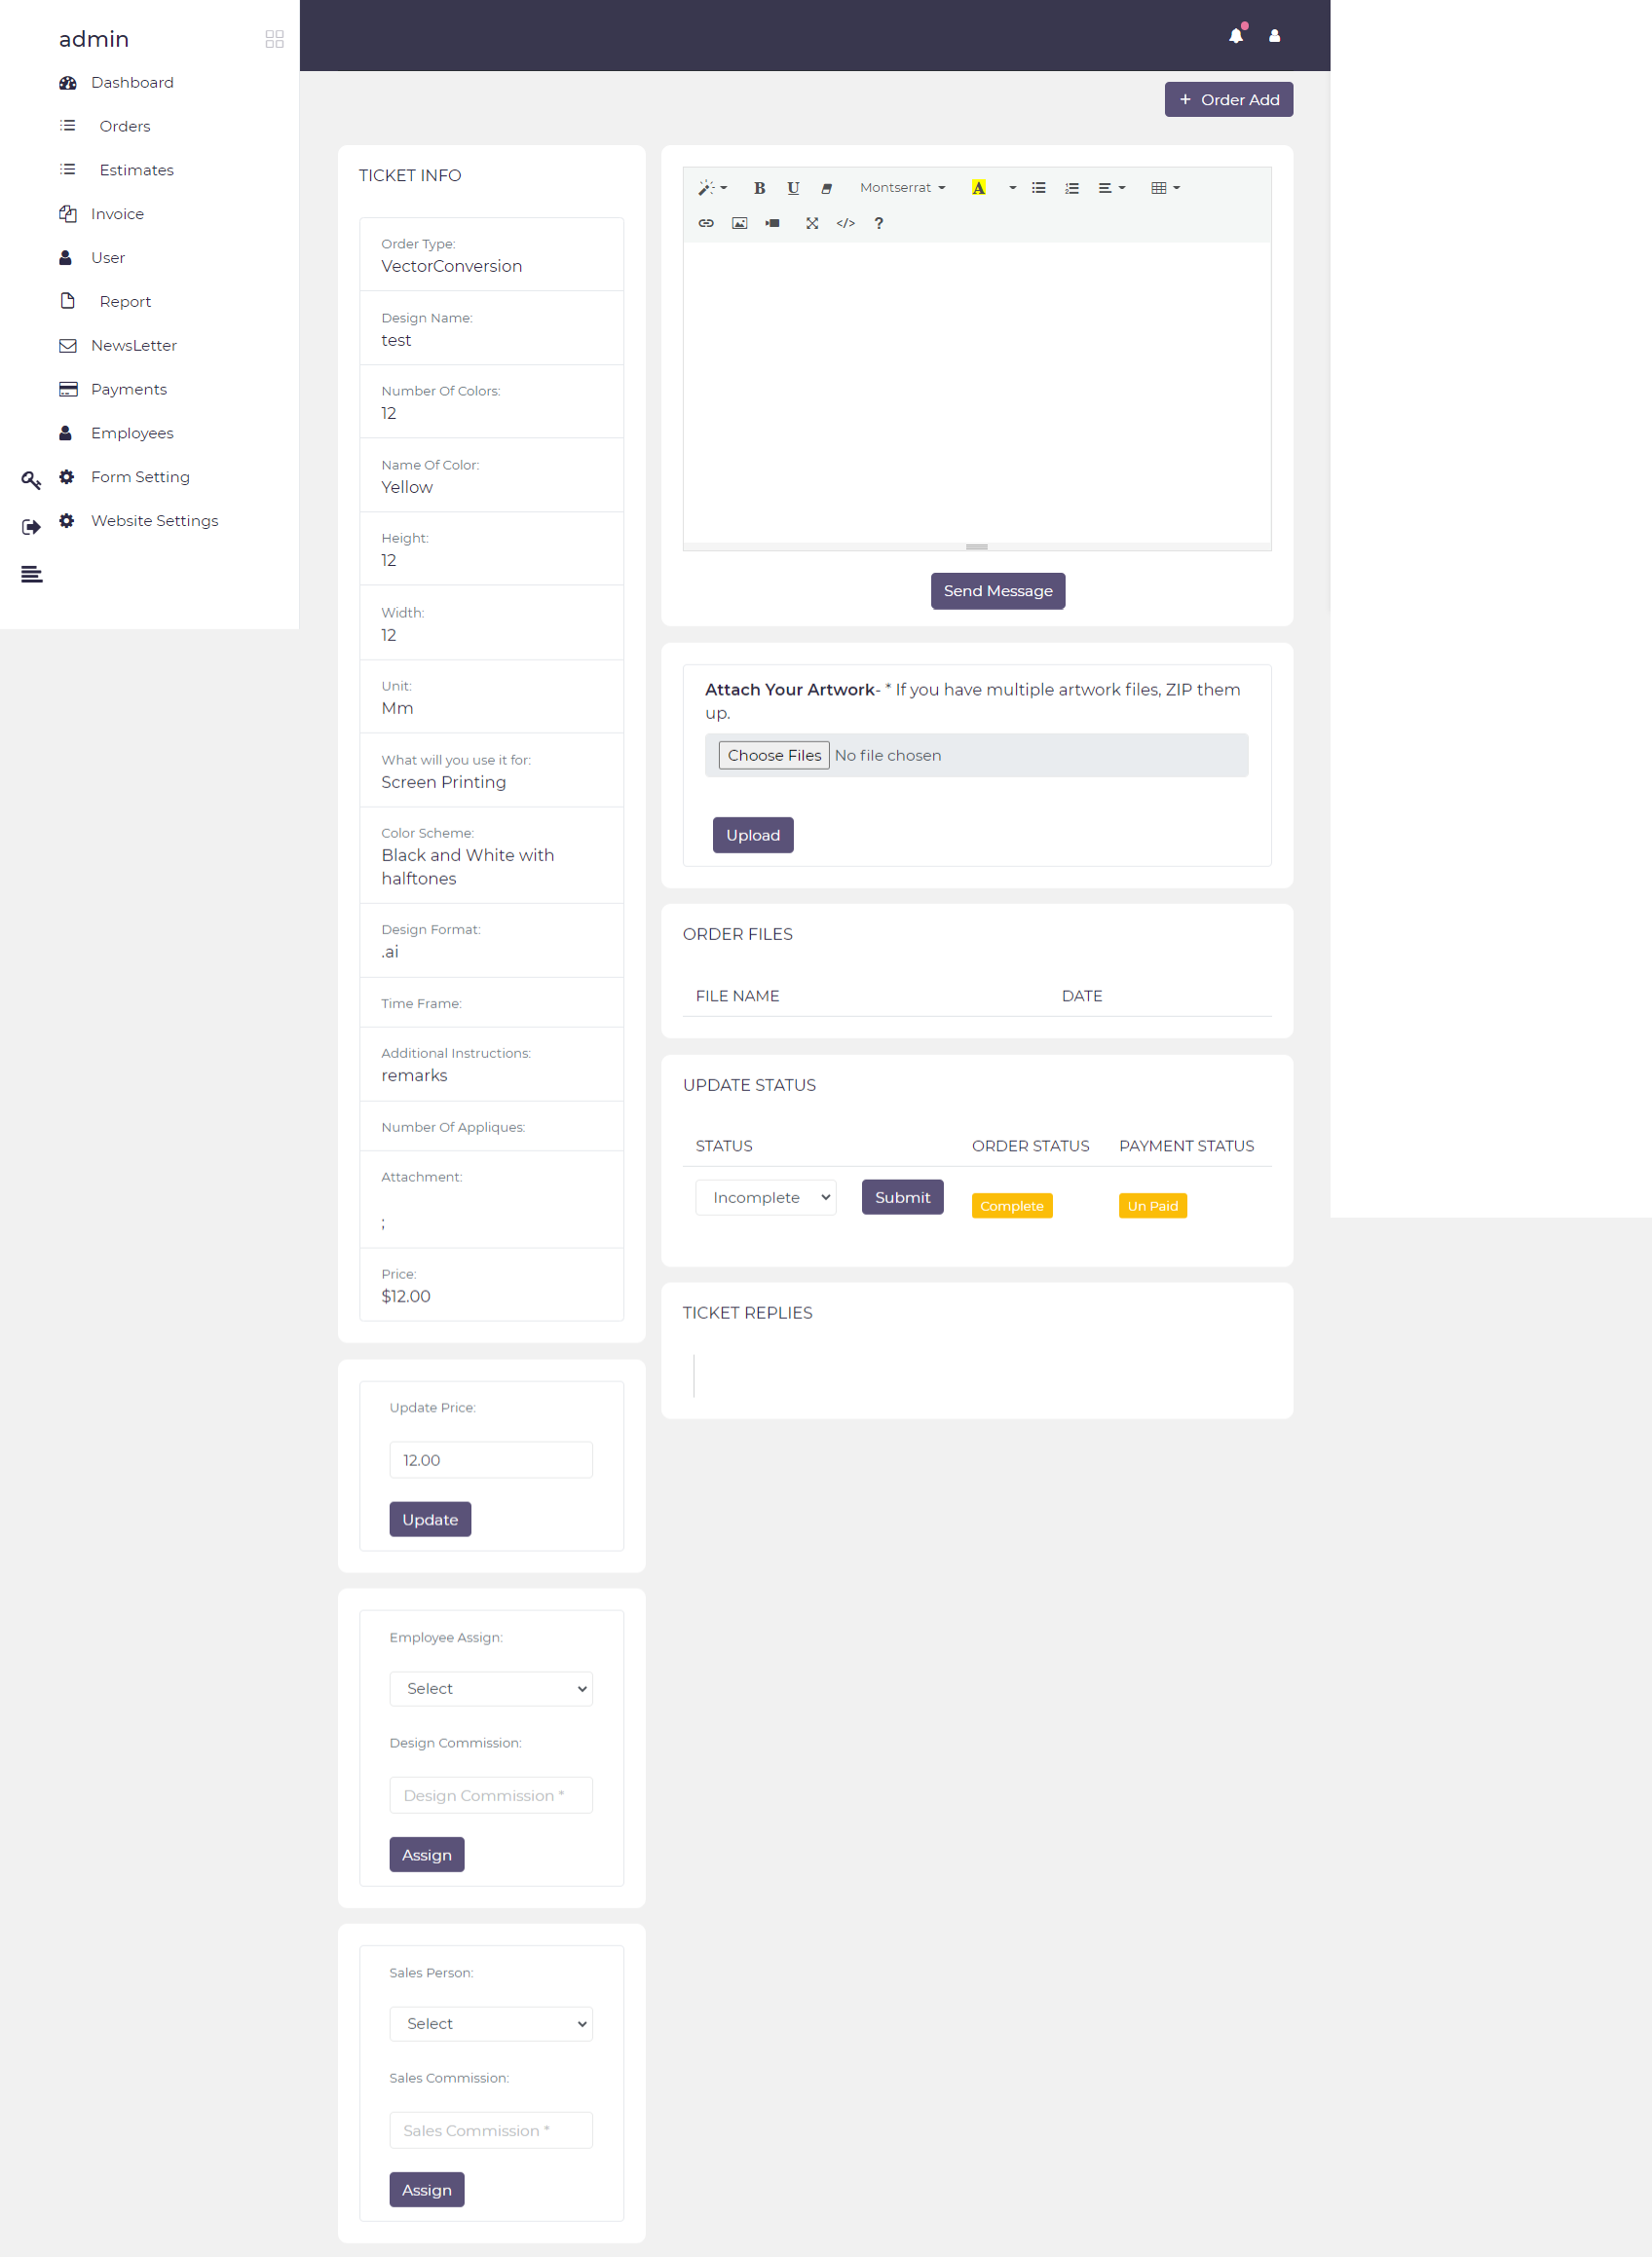 admin
Dashboard
Orders
Estimates
Invoice
User
Report
NewsLetter
Payments
Employees
Form Setting
Website Settings
+ Order Add
TICKET INFO
Order Type:
VectorConversion
Design Name:
test
Number Of Colors:
12
Name Of Color:
Yellow
Height:
12
Width:
12
Unit:
Mm
What will you use it for:
Screen Printing
Color Scheme:
Black and White with
halftones
Design Format:
.ai
Time Frame:
Additional Instructions:
remarks
Number Of Appliques:
Attachment:
;
Price:
$12.00
Update Price:
12.00
Update
Employee Assign:
Select
Design Commission:
Design Commission *
Assign
Sales Person:
Select
Sales Commission:
Sales Commission *
Assign
B U Montserrat A
</> ?
Send Message
Attach Your Artwork- * If you have multiple artwork files, ZIP them
up.
Choose Files No file chosen
Upload
ORDER FILES
FILE NAME DATE
UPDATE STATUS
STATUS ORDER STATUS PAYMENT STATUS
Incomplete Submit Complete Un Paid
TICKET REPLIES